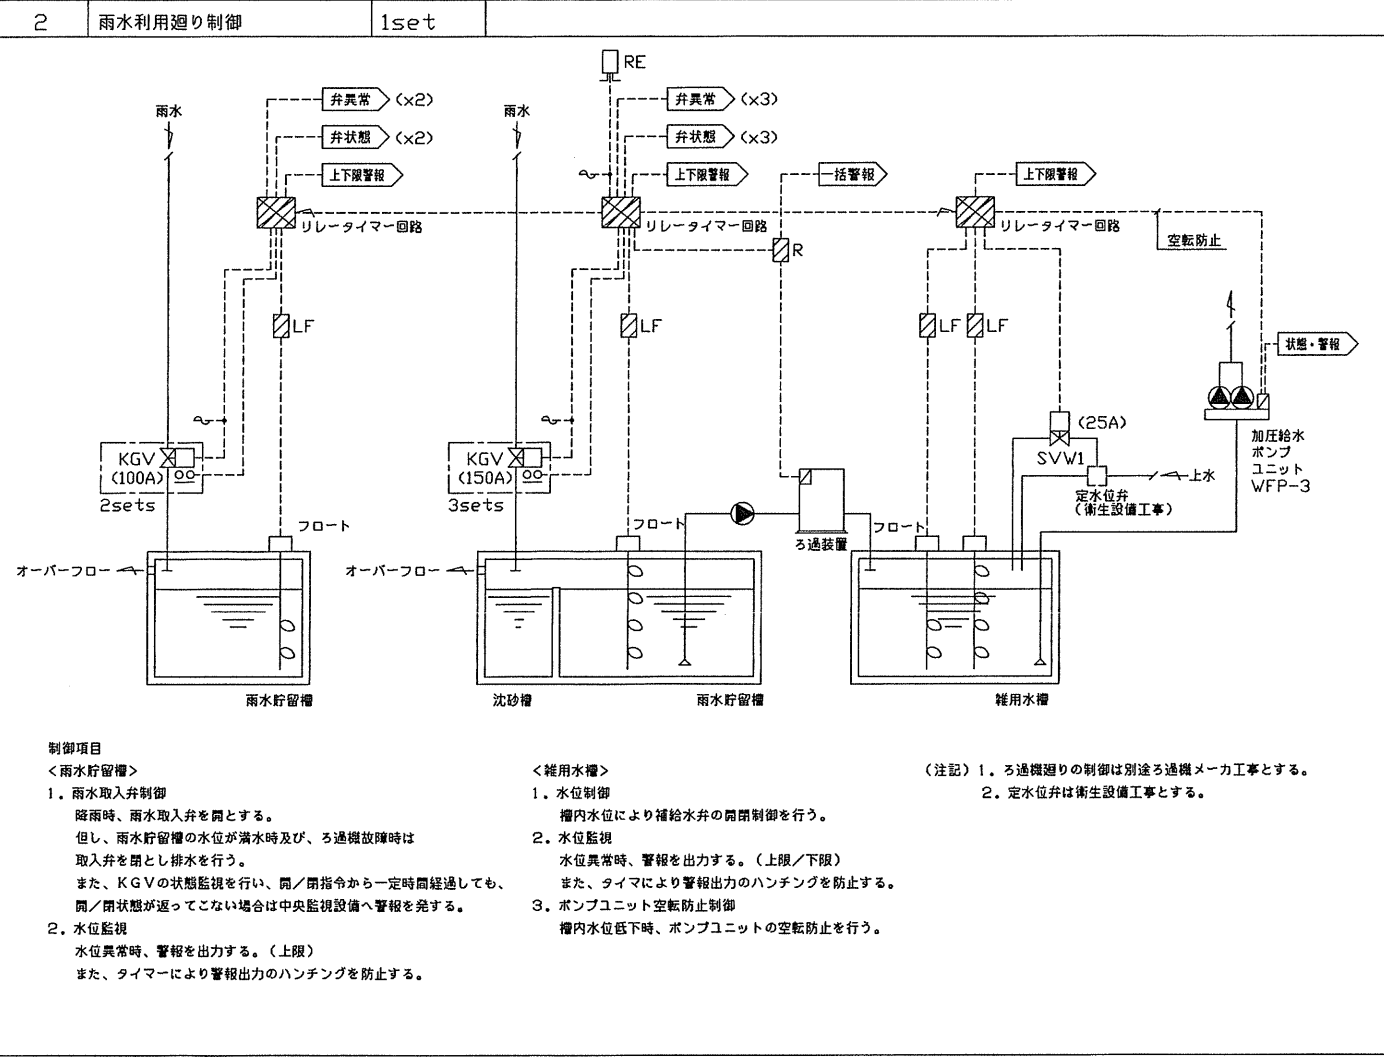 2 雨水利用廻り制御 1set
RE
弁異常 (x2)
弁異常 (x3)
雨水
雨水
弁状態 (x2)
弁状態 (x3)
上下限警報
上下限警報
一括警報
上下限警報
リレータイマー回路
リレータイマー回路
リレータイマー回路
空転防止
R
LF
LF
LF
LF
状態・警報
(25A)
加圧給水
ポンプ
ユニット
WFP-3
KGV
(100A)
2sets
KGV
(150A)
3sets
SVW1
上水
定水位弁
(衛生設備工事)
フロート
フロート
フロート
ろ過装置
オーバーフロー
オーバーフロー
雨水貯留槽
沈砂槽
雨水貯留槽
雑用水槽
制御項目
<雨水貯留槽>
1. 雨水取入弁制御
降雨時、雨水取入弁を開とする。
但し、雨水貯留槽の水位が満水時及び、ろ過機故障時は
取入弁を閉とし排水を行う。
また、KGVの状態監視を行い、開/閉指令から一定時間経過しても、
開/閉状態が返ってこない場合は中央監視設備へ警報を発する。
2. 水位監視
水位異常時、警報を出力する。(上限)
また、タイマーにより警報出力のハンチングを防止する。
<雑用水槽>
1. 水位制御
槽内水位により補給水弁の開閉制御を行う。
2. 水位監視
水位異常時、警報を出力する。(上限/下限)
また、タイマにより警報出力のハンチングを防止する。
3. ポンプユニット空転防止制御
槽内水位低下時、ポンプユニットの空転防止を行う。
(注記) 1. ろ過機廻りの制御は別途ろ過機メーカ工事とする。
2. 定水位弁は衛生設備工事とする。